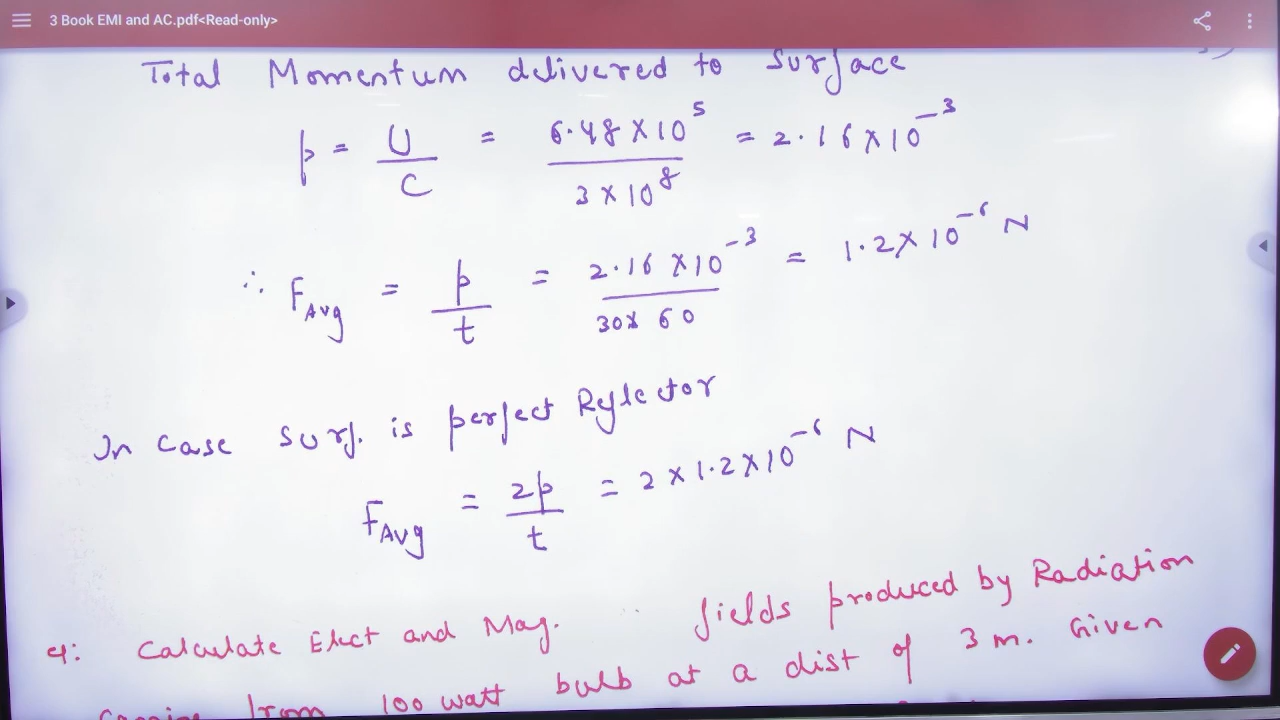 3 Book EMI and AC.pdf<Read-only>
Total Momentum delivered to surface
p = U/C = 6.48 × 10^5 / 3 × 10^8 = 2.16 × 10^-3
∴ F_Avg = p/t = 2.16 × 10^-3 / 30 × 60 = 1.2 × 10^-6 N
In case surf. is perfect Reflector
F_Avg = 2p/t = 2 × 1.2 × 10^-6 N
Calculate Elect and Mag. fields produced by Radiation
from 100 watt bulb at a dist of 3 m. Given